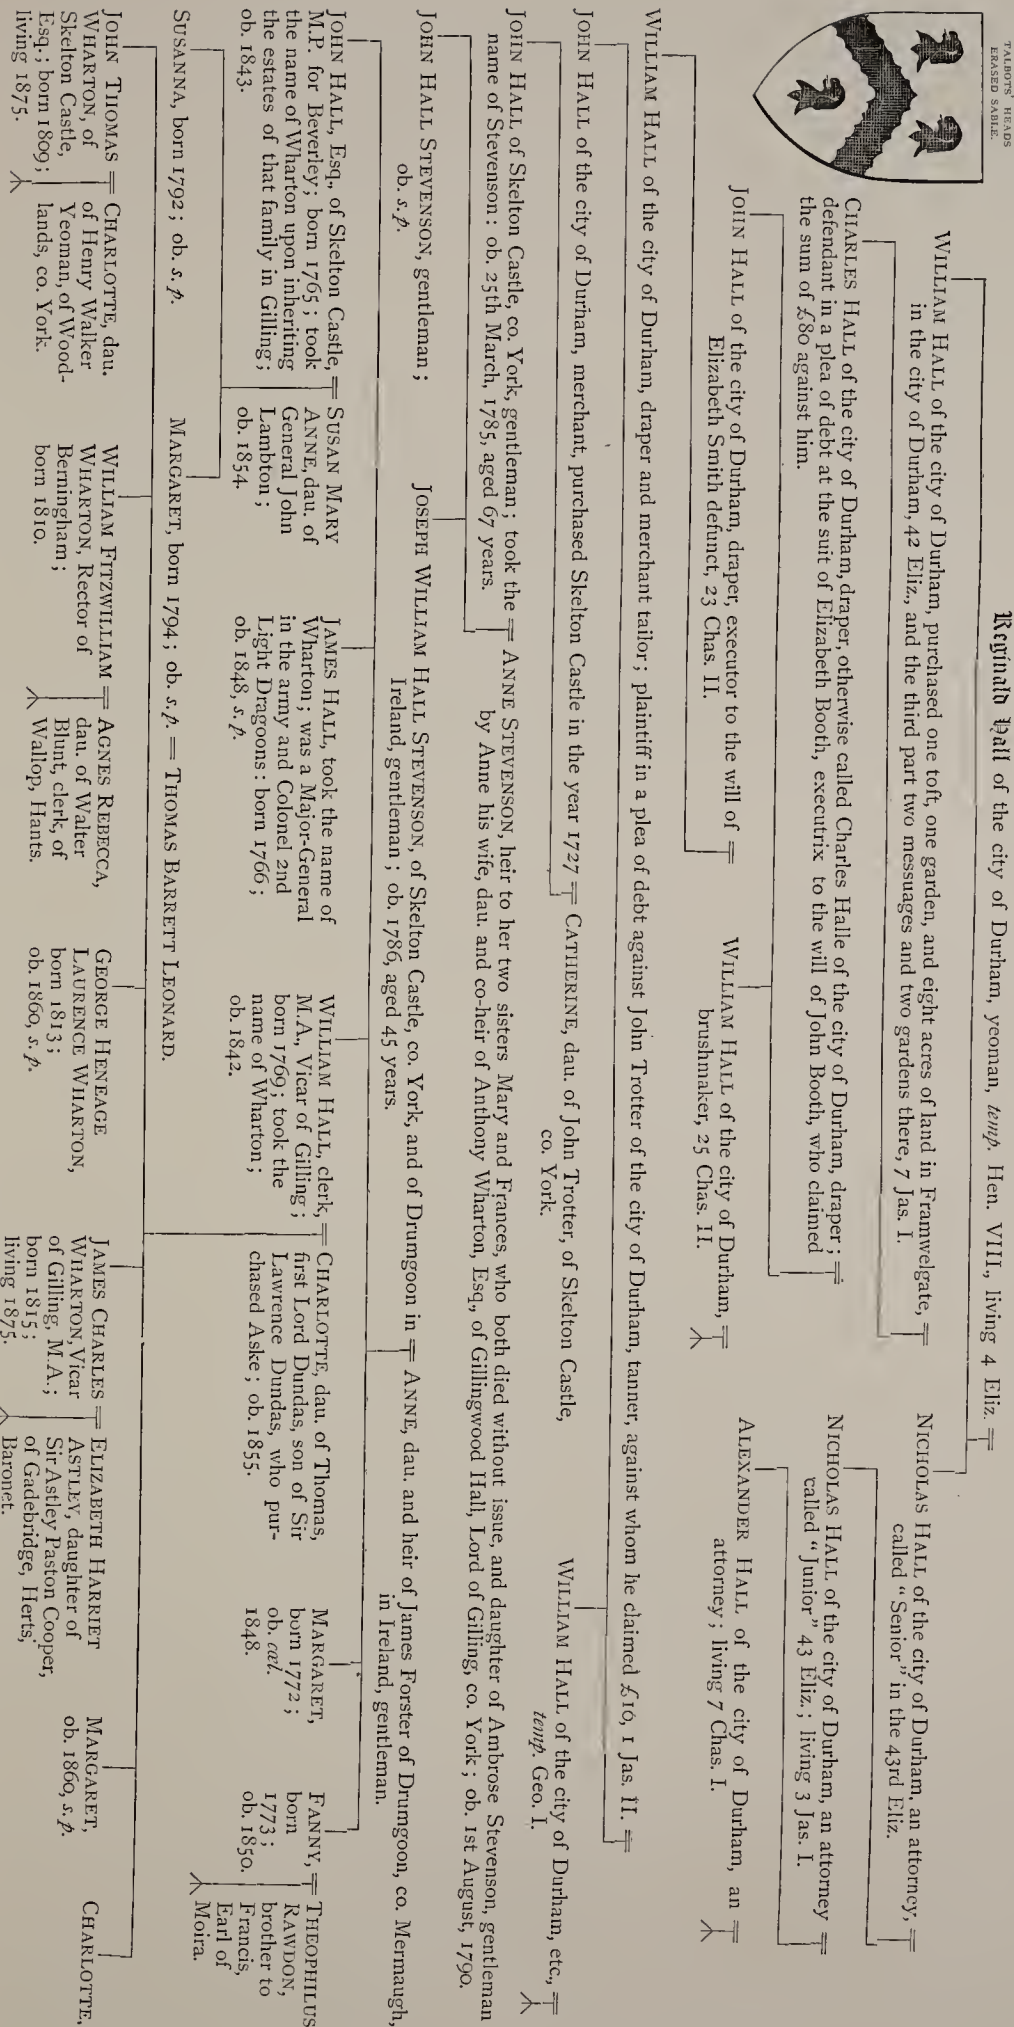 TALBOTS' HEADS
ERASED SABLE.
Reginald Hall of the city of Durham, yeoman, temp. Hen. VIII., living 4 Eliz.
WILLIAM HALL of the city of Durham, purchased one toft, one garden, and eight acres of land in Framwelgate,
in the city of Durham, 42 Eliz., and the third part two messuages and two gardens there, 7 Jas. I.
NICHOLAS HALL of the city of Durham, an attorney,
called "Senior" in the 43rd Eliz.
CHARLES HALL of the city of Durham, draper, otherwise called Charles Halle of the city of Durham, draper;
defendant in a plea of debt at the suit of Elizabeth Booth, executrix to the will of John Booth, who claimed
the sum of £80 against him.
NICHOLAS HALL of the city of Durham, an attorney
called "Junior" 43 Eliz.; living 3 Jas. I.
JOHN HALL of the city of Durham, draper, executor to the will of
Elizabeth Smith defunct, 23 Chas. II.
WILLIAM HALL of the city of Durham,
brushmaker, 25 Chas. II.
ALEXANDER HALL of the city of Durham, an
attorney; living 7 Chas. I.
WILLIAM HALL of the city of Durham, draper and merchant tailor; plaintiff in a plea of debt against John Trotter of the city of Durham, tanner, against whom he claimed £10, 1 Jas. II.
JOHN HALL of the city of Durham, merchant, purchased Skelton Castle in the year 1727
CATHERINE, dau. of John Trotter, of Skelton Castle,
co. York.
WILLIAM HALL of the city of Durham, etc.,
temp. Geo. I.
JOHN HALL of Skelton Castle, co. York, gentleman; took the
name of Stevenson: ob. 25th March, 1785, aged 67 years.
ANNE STEVENSON, heir to her two sisters Mary and Frances, who both died without issue, and daughter of Ambrose Stevenson, gentleman
by Anne his wife, dau. and co-heir of Anthony Wharton, Esq., of Gillingwood Hall, Lord of Gilling, co. York; ob. 1st August, 1790.
JOHN HALL STEVENSON, gentleman;
ob. s.p.
JOSEPH WILLIAM HALL STEVENSON, of Skelton Castle, co. York, and of Drumgoon in
Ireland, gentleman; ob. 1786, aged 45 years.
ANNE, dau. and heir of James Forster of Drumgoon, co. Mermaugh,
in Ireland, gentleman.
JOHN HALL, Esq., of Skelton Castle,
M.P. for Beverley; born 1765; took
the name of Wharton upon inheriting
the estates of that family in Gilling;
ob. 1843.
SUSAN MARY
ANNE, dau. of
General John
Lambton;
ob. 1854.
JAMES HALL, took the name of
Wharton; was a Major-General
in the army and Colonel 2nd
Light Dragoons: born 1766;
ob. 1848, s.p.
WILLIAM HALL, clerk,
M.A., Vicar of Gilling;
born 1769; took the
name of Wharton;
ob. 1842.
CHARLOTTE, dau. of Thomas,
first Lord Dundas, son of Sir
Lawrence Dundas, who pur-
chased Aske; ob. 1855.
MARGARET,
born 1772;
ob. cæl.
1848.
FANNY,
born
1773;
ob. 1850.
THEOPHILUS
RAWDON,
brother to
Francis,
Earl of
Moira.
SUSANNA, born 1792; ob. s.p.
MARGARET, born 1794; ob. s.p.
THOMAS BARRETT LEONARD.
JOHN THOMAS
WHARTON, of
Skelton Castle,
Esq.; born 1809;
living 1875.
CHARLOTTE, dau.
of Henry Walker
Yeoman, of Wood-
lands, co. York.
WILLIAM FITZWILLIAM
WHARTON, Rector of
Berningham;
born 1810.
AGNES REBECCA,
dau. of Walter
Blunt, clerk, of
Wallop, Hants.
GEORGE HENEAGE
LAURENCE WHARTON,
born 1813;
ob. 1860, s.p.
JAMES CHARLES
WHARTON, Vicar
of Gilling, M.A.;
born 1815;
living 1875.
ELIZABETH HARRIET
ASTLEY, daughter of
Sir Astley Paston Cooper,
of Gadebridge, Herts,
Baronet.
MARGARET,
ob. 1860, s.p.
CHARLOTTE,